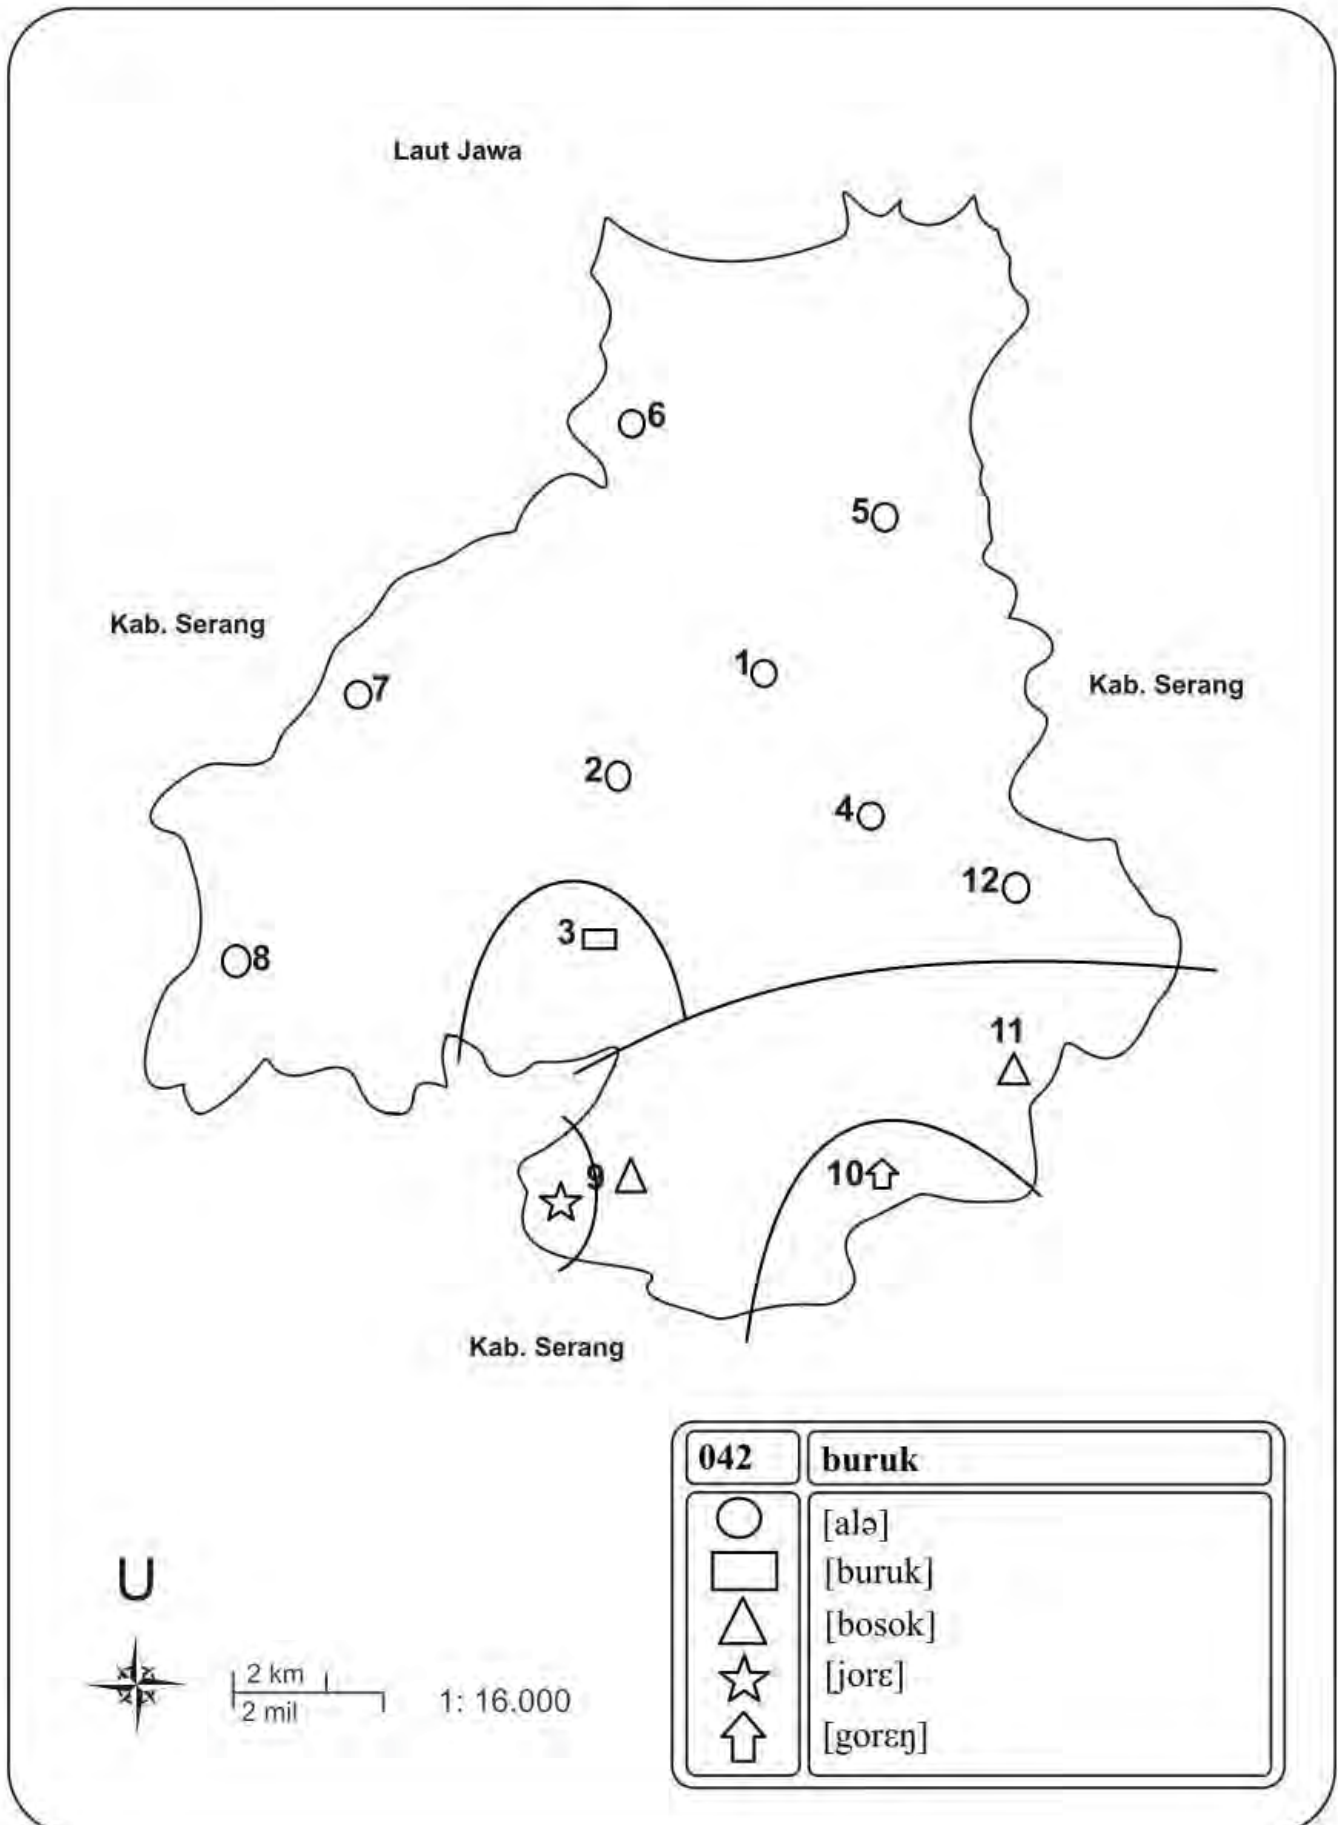 Laut Jawa
6
5
Kab. Serang
1
7
Kab. Serang
2
4
12
3
8
11
9
10
Kab. Serang
042 buruk
[alə]
[buruk]
[bosok]
[jorɛ]
[gorɛŋ]
U
2 km
2 mil
1: 16.000